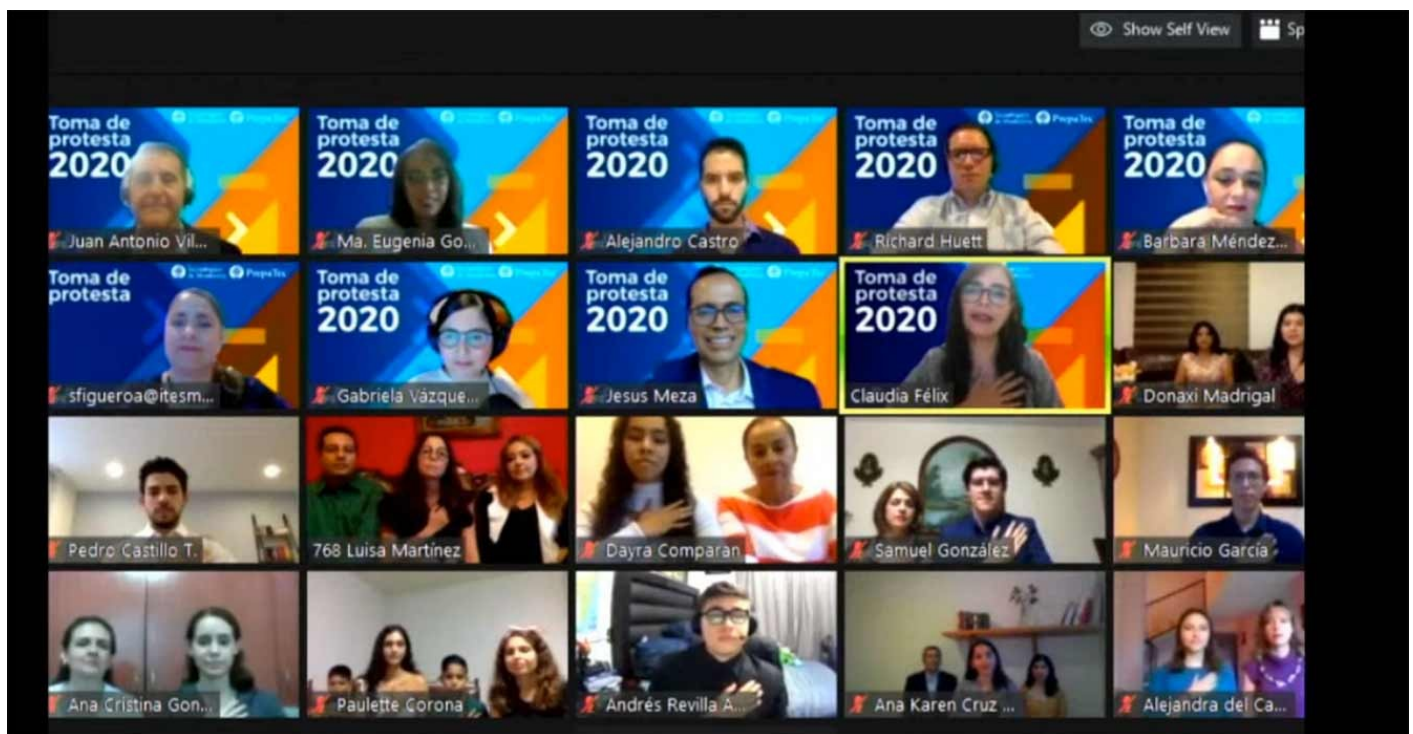 Show Self View
Sp
Toma de
protesta
2020
Juan Antonio Vil...
Toma de
protesta
2020
Ma. Eugenia Go...
Toma de
protesta
2020
Alejandro Castro
Toma de
protesta
2020
PrepaTec
Richard Huett
Toma de
protesta
2020
Barbara Méndez...
Toma de
protesta
PrepaTec
sfigueroa@itesm...
Toma de
protesta
2020
Gabriela Vázque...
Toma de
protesta
2020
PrepaTec
Jesus Meza
Toma de
protesta
2020
Claudia Félix
Donaxi Madrigal
Pedro Castillo T.
768 Luisa Martínez
Dayra Comparan
Samuel González
Mauricio García
Ana Cristina Gon...
Paulette Corona
Andrés Revilla A...
Ana Karen Cruz ...
Alejandra del Ca...